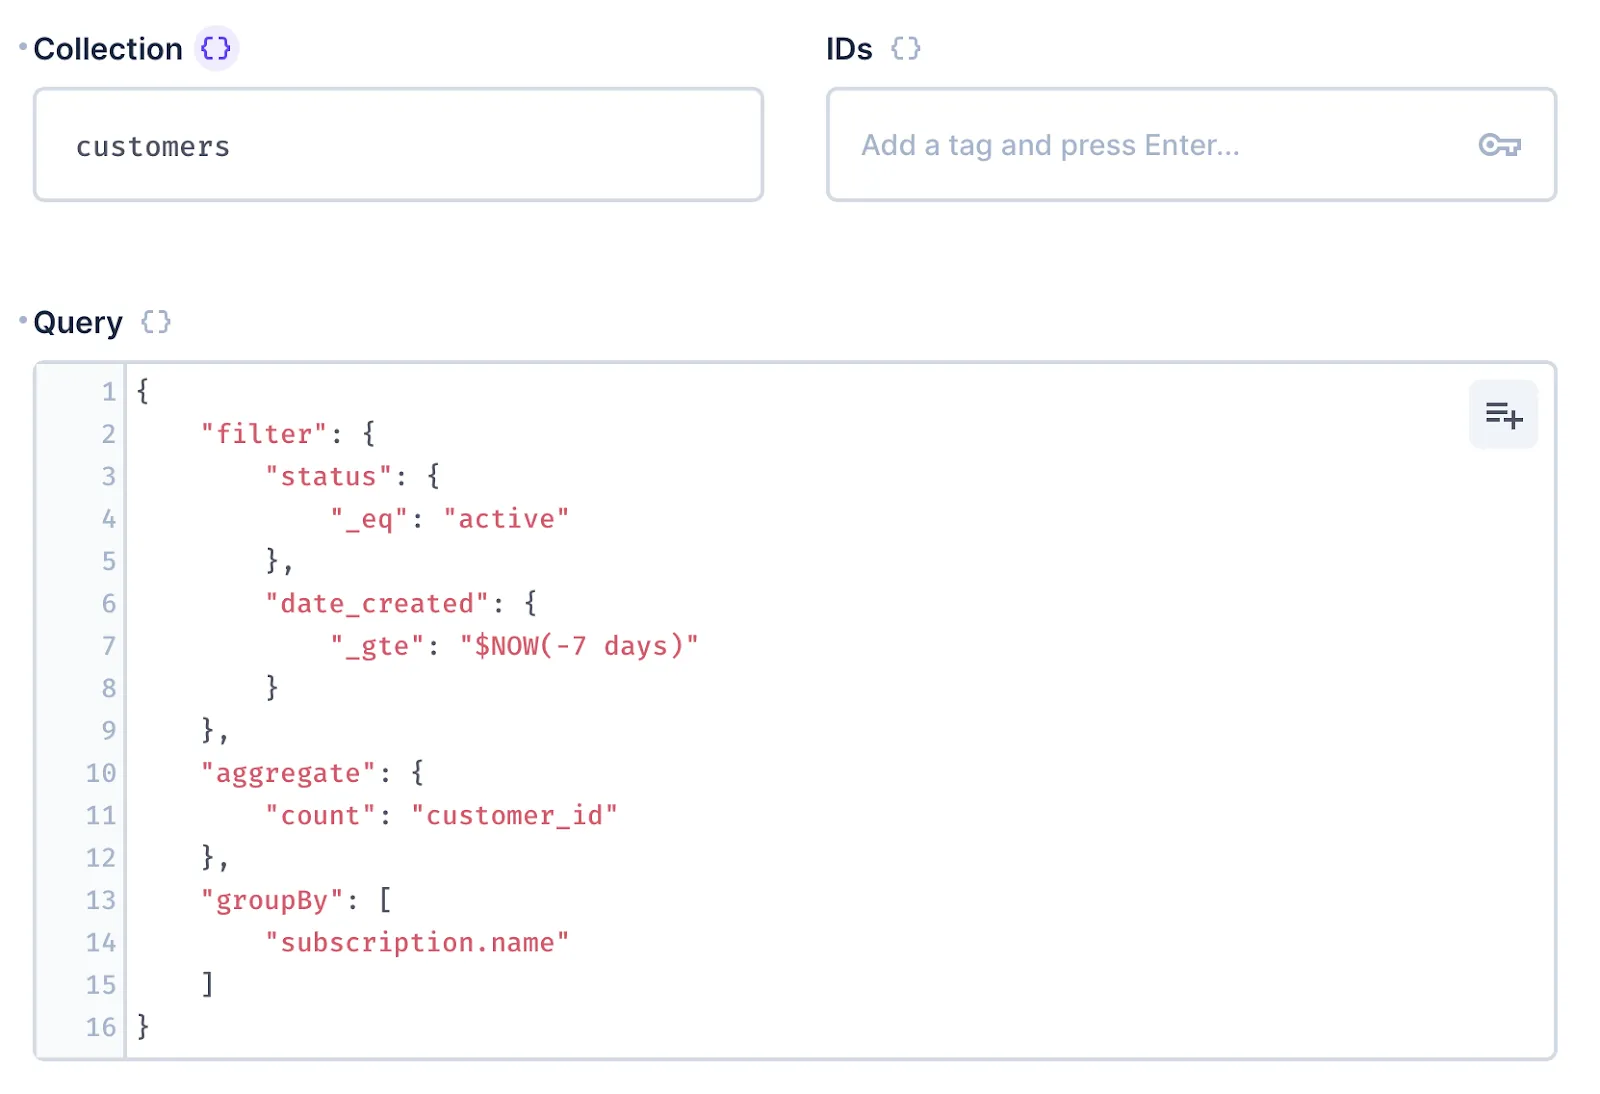 Collection {}
customers
IDs {}
Add a tag and press Enter...
Query {}
1 {
2     "filter": {
3         "status": {
4             "_eq": "active"
5         },
6         "date_created": {
7             "_gte": "$NOW(-7 days)"
8         }
9     },
10     "aggregate": {
11         "count": "customer_id"
12     },
13     "groupBy": [
14         "subscription.name"
15     ]
16 }